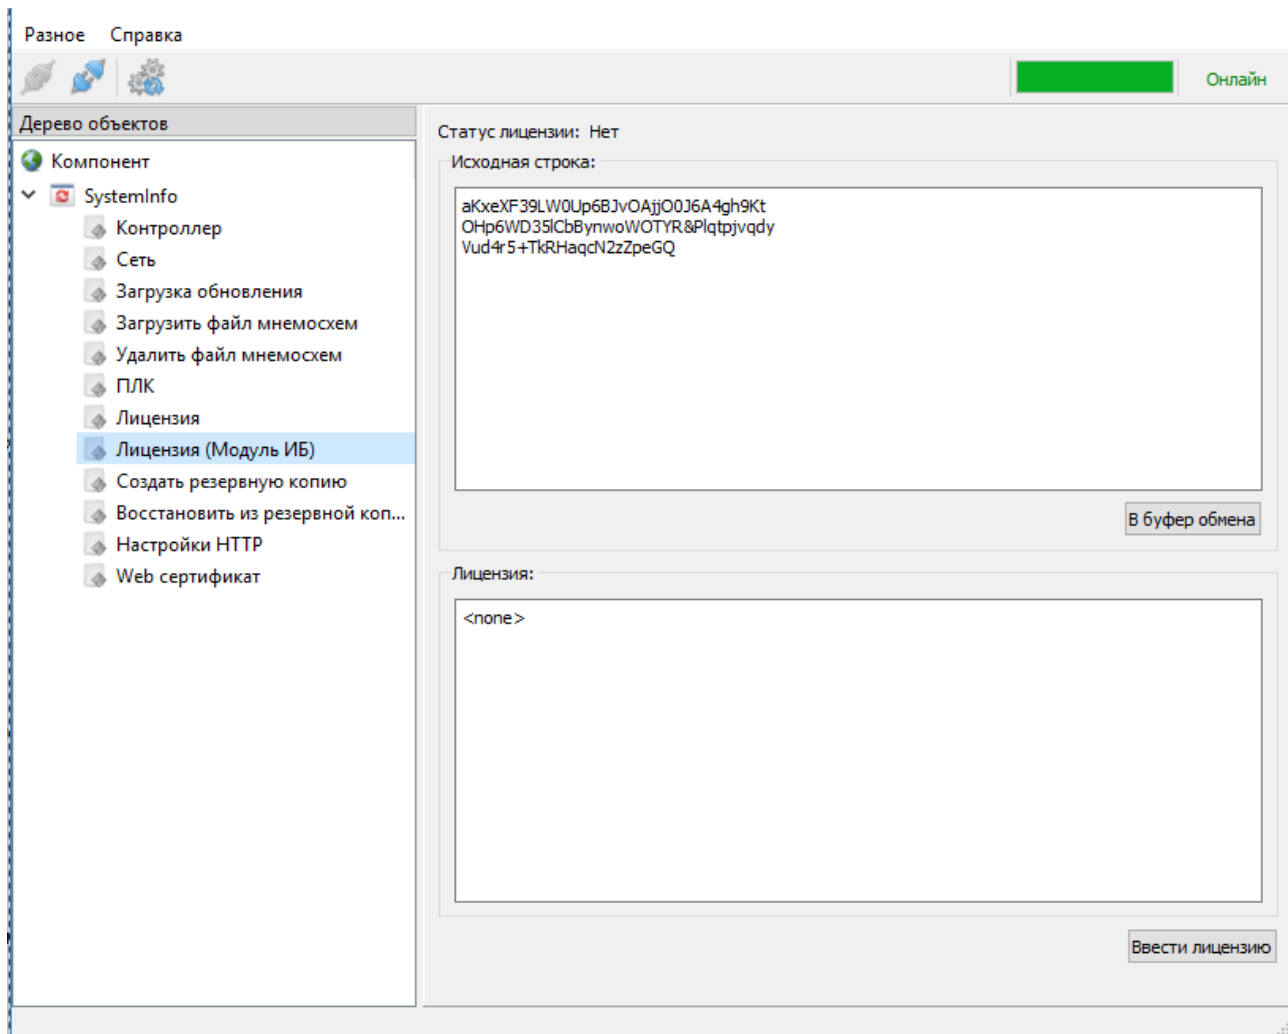 Разное Справка
Онлайн
Дерево объектов
Компонент
SystemInfo
Контроллер
Сеть
Загрузка обновления
Загрузить файл мнемосхем
Удалить файл мнемосхем
ПЛК
Лицензия
Лицензия (Модуль ИБ)
Создать резервную копию
Восстановить из резервной коп...
Настройки HTTP
Web сертификат
Статус лицензии: Нет
Исходная строка:
aKxeXF39LW0Up6BJvOAjjO0J6A4gh9Kt
OHp6WD35lCbBynwoWOTYR&Plqtpjvqdy
Vud4r5+TkRHaqcN2zZpeGQ
В буфер обмена
Лицензия:
<none>
Ввести лицензию